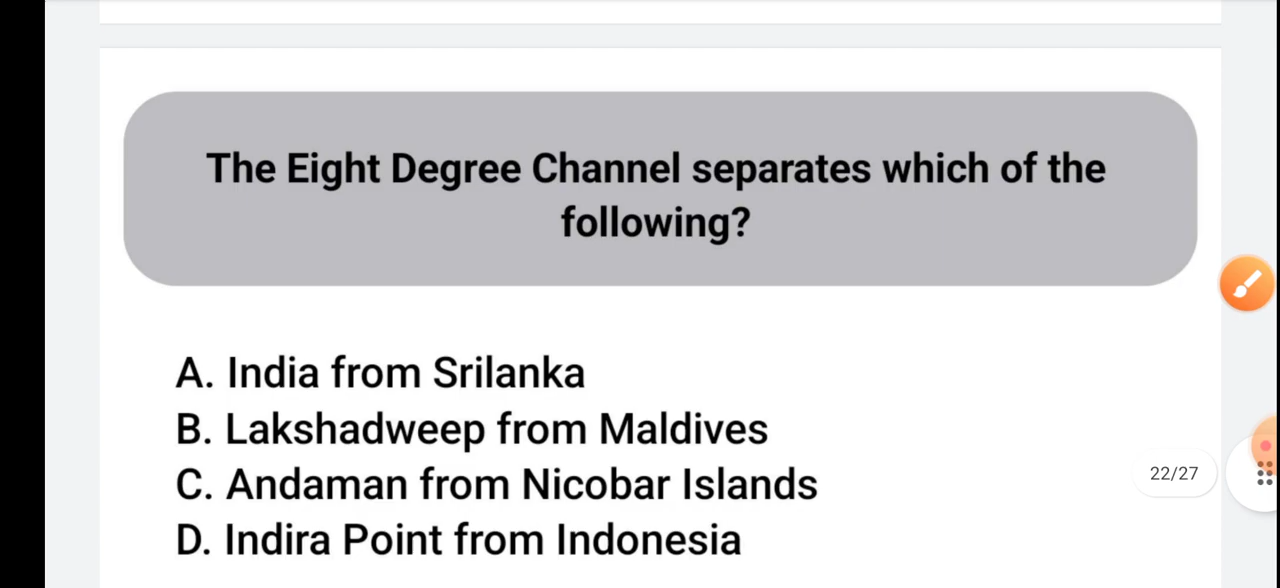 The Eight Degree Channel separates which of the
following?
A. India from Srilanka
B. Lakshadweep from Maldives
C. Andaman from Nicobar Islands
22/27
D. Indira Point from Indonesia